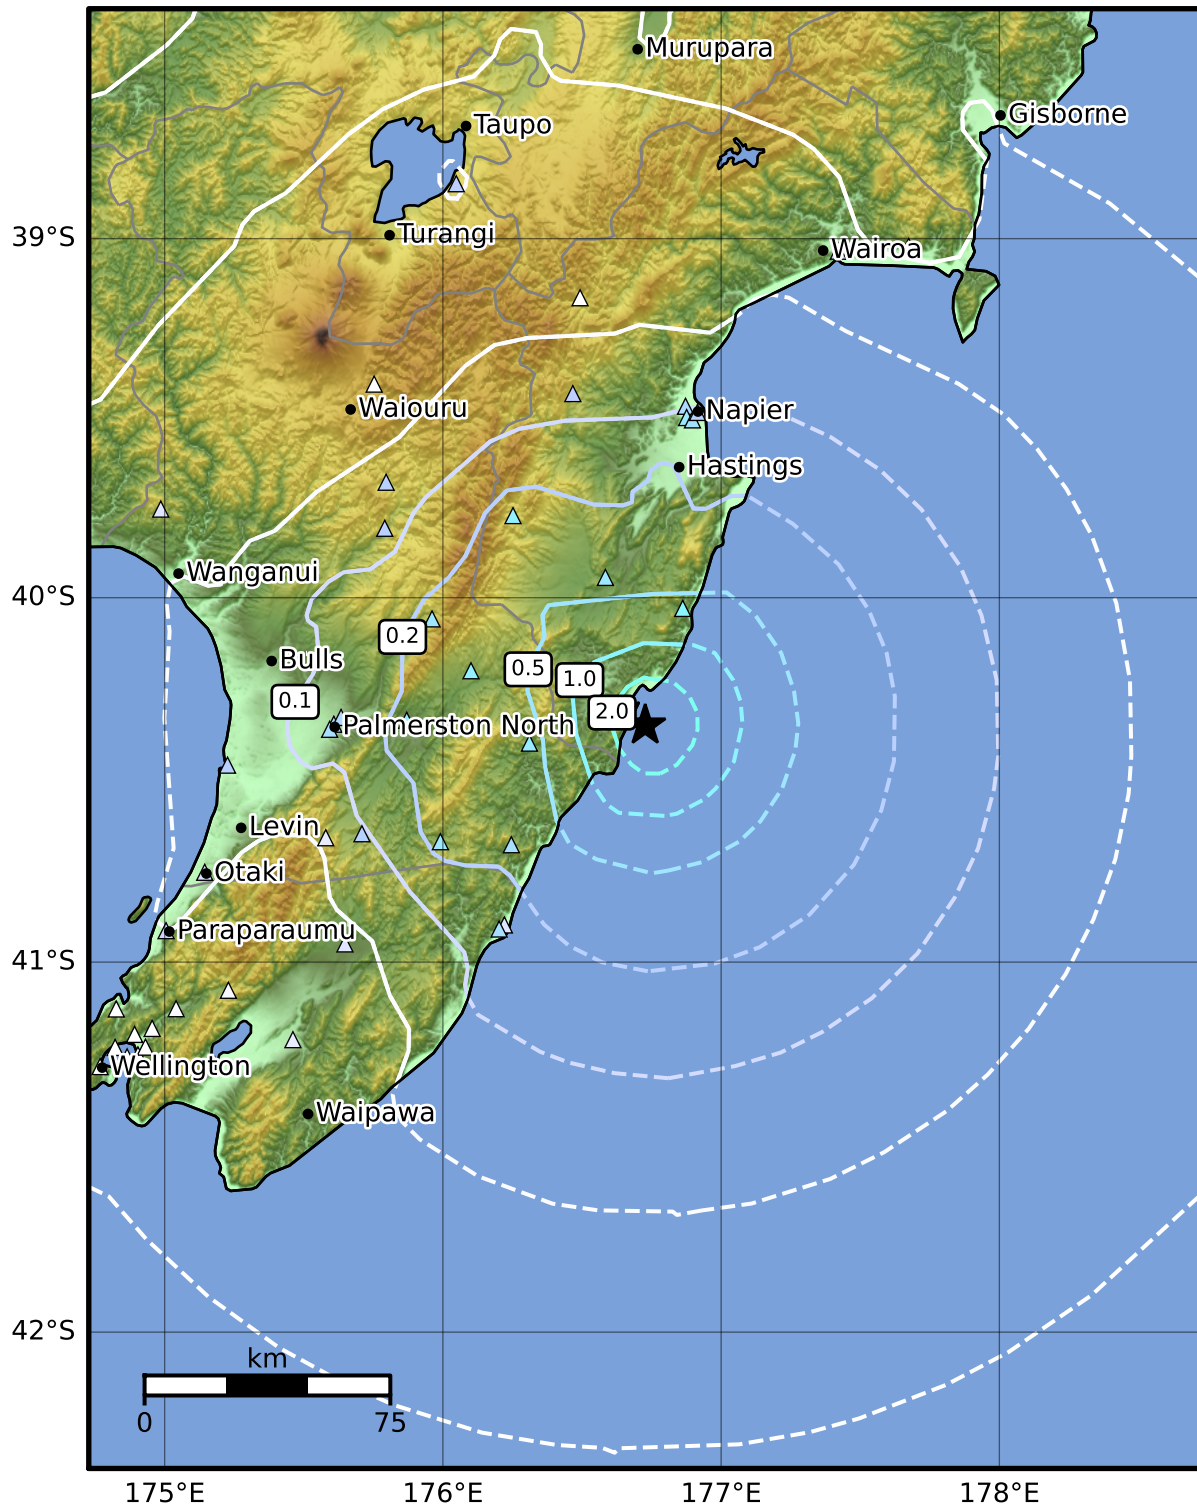 Murupara
Gisborne
Taupo
Turangi
39°S
Wairoa
Waiouru
Napier
Hastings
Wanganui
40°S
0.2
Bulls
0.5
1.0
0.1
2.0
Palmerston North
Levin
Otaki
Paraparaumu
41°S
Wellington
Waipawa
42°S
km
0
75
175°E
176°E
177°E
178°E